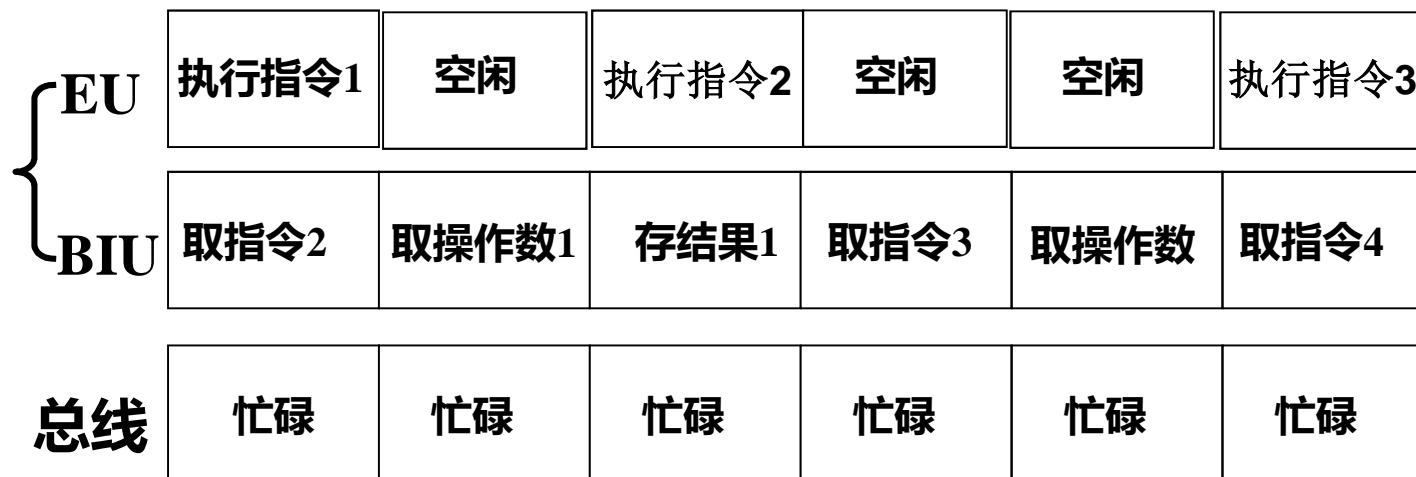 EU 执行指令1 空闲 执行指令2 空闲 空闲 执行指令3
BIU 取指令2 取操作数1 存结果1 取指令3 取操作数 取指令4
总线 忙碌 忙碌 忙碌 忙碌 忙碌 忙碌